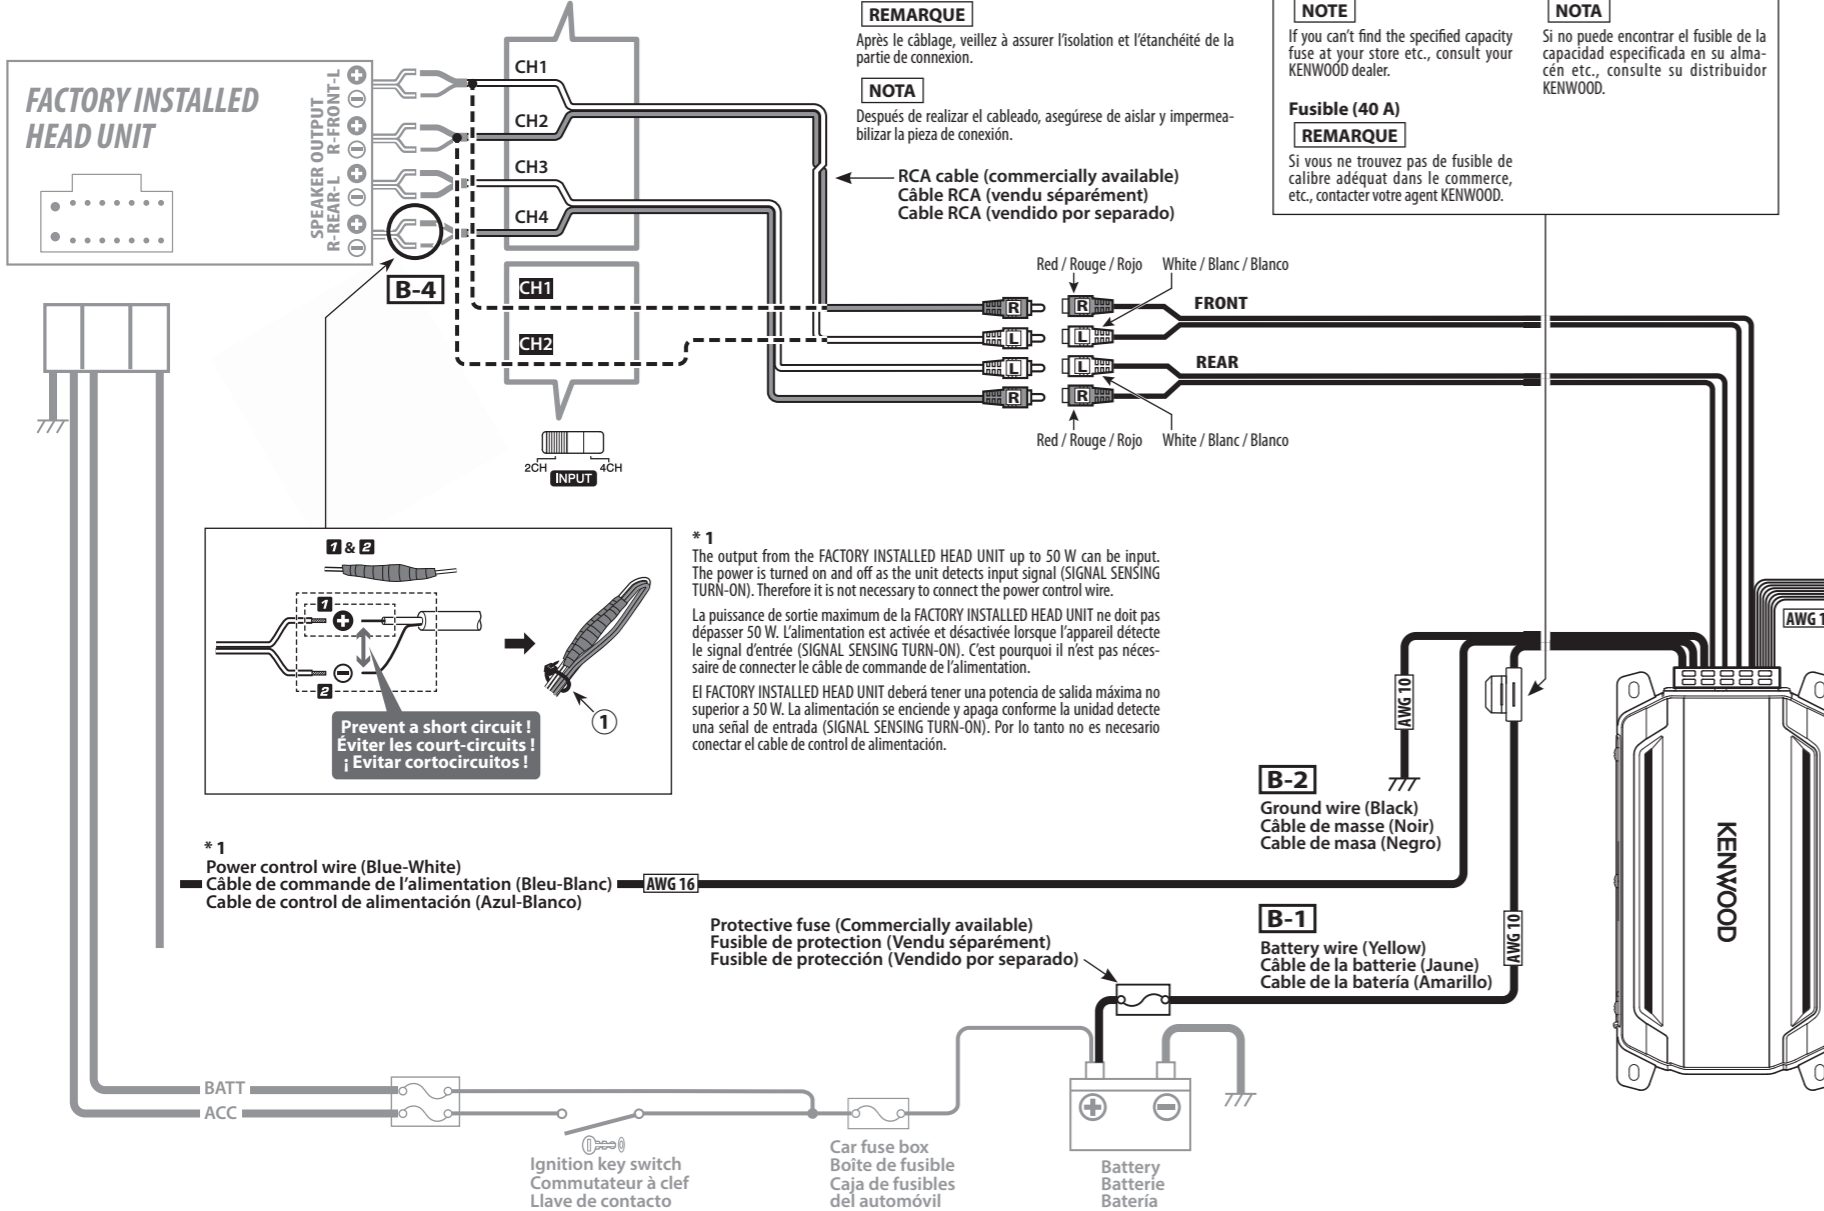 REMARQUE
Après le câblage, veillez à assurer l'isolation et l'étanchéité de la
partie de connexion.
NOTA
Después de realizar el cableado, asegúrese de aislar y impermea-
bilizar la pieza de conexión.
NOTE
If you can't find the specified capacity
fuse at your store etc., consult your
KENWOOD dealer.
Fusible (40 A)
REMARQUE
Si vous ne trouvez pas de fusible de
calibre adéquat dans le commerce,
etc., contacter votre agent KENWOOD.
NOTA
Si no puede encontrar el fusible de la
capacidad especificada en su alma-
cén etc., consulte su distribuidor
KENWOOD.
FACTORY INSTALLED
HEAD UNIT
SPEAKER OUTPUT
R-REAR-L R-FRONT-L
CH1
CH2
CH3
CH4
B-4
CH1
CH2
2CH
4CH
INPUT
RCA cable (commercially available)
Câble RCA (vendu séparément)
Cable RCA (vendido por separado)
Red / Rouge / Rojo
White / Blanc / Blanco
R
R
FRONT
L
L
L
L
REAR
R
R
Red / Rouge / Rojo
White / Blanc / Blanco
1 & 2
1
2
Prevent a short circuit !
Éviter les court-circuits !
¡ Evitar cortocircuitos !
1
* 1
The output from the FACTORY INSTALLED HEAD UNIT up to 50 W can be input.
The power is turned on and off as the unit detects input signal (SIGNAL SENSING
TURN-ON). Therefore it is not necessary to connect the power control wire.
La puissance de sortie maximum de la FACTORY INSTALLED HEAD UNIT ne doit pas
dépasser 50 W. L'alimentation est activée et désactivée lorsque l'appareil détecte
le signal d'entrée (SIGNAL SENSING TURN-ON). C'est pourquoi il n'est pas néces-
saire de connecter le câble de commande de l'alimentation.
El FACTORY INSTALLED HEAD UNIT deberá tener una potencia de salida máxima no
superior a 50 W. La alimentación se enciende y apaga conforme la unidad detecte
una señal de entrada (SIGNAL SENSING TURN-ON). Por lo tanto no es necesario
conectar el cable de control de alimentación.
AWG 1
AWG 10
B-2
Ground wire (Black)
Câble de masse (Noir)
Cable de masa (Negro)
KENWOOD
* 1
Power control wire (Blue-White)
Câble de commande de l'alimentation (Bleu-Blanc)
Cable de control de alimentación (Azul-Blanco)
AWG 16
Protective fuse (Commercially available)
Fusible de protection (Vendu séparément)
Fusible de protección (Vendido por separado)
B-1
Battery wire (Yellow)
Câble de la batterie (Jaune)
Cable de la batería (Amarillo)
AWG 10
BATT
ACC
Ignition key switch
Commutateur à clef
Llave de contacto
Car fuse box
Boîte de fusible
Caja de fusibles
del automóvil
Battery
Batterie
Batería